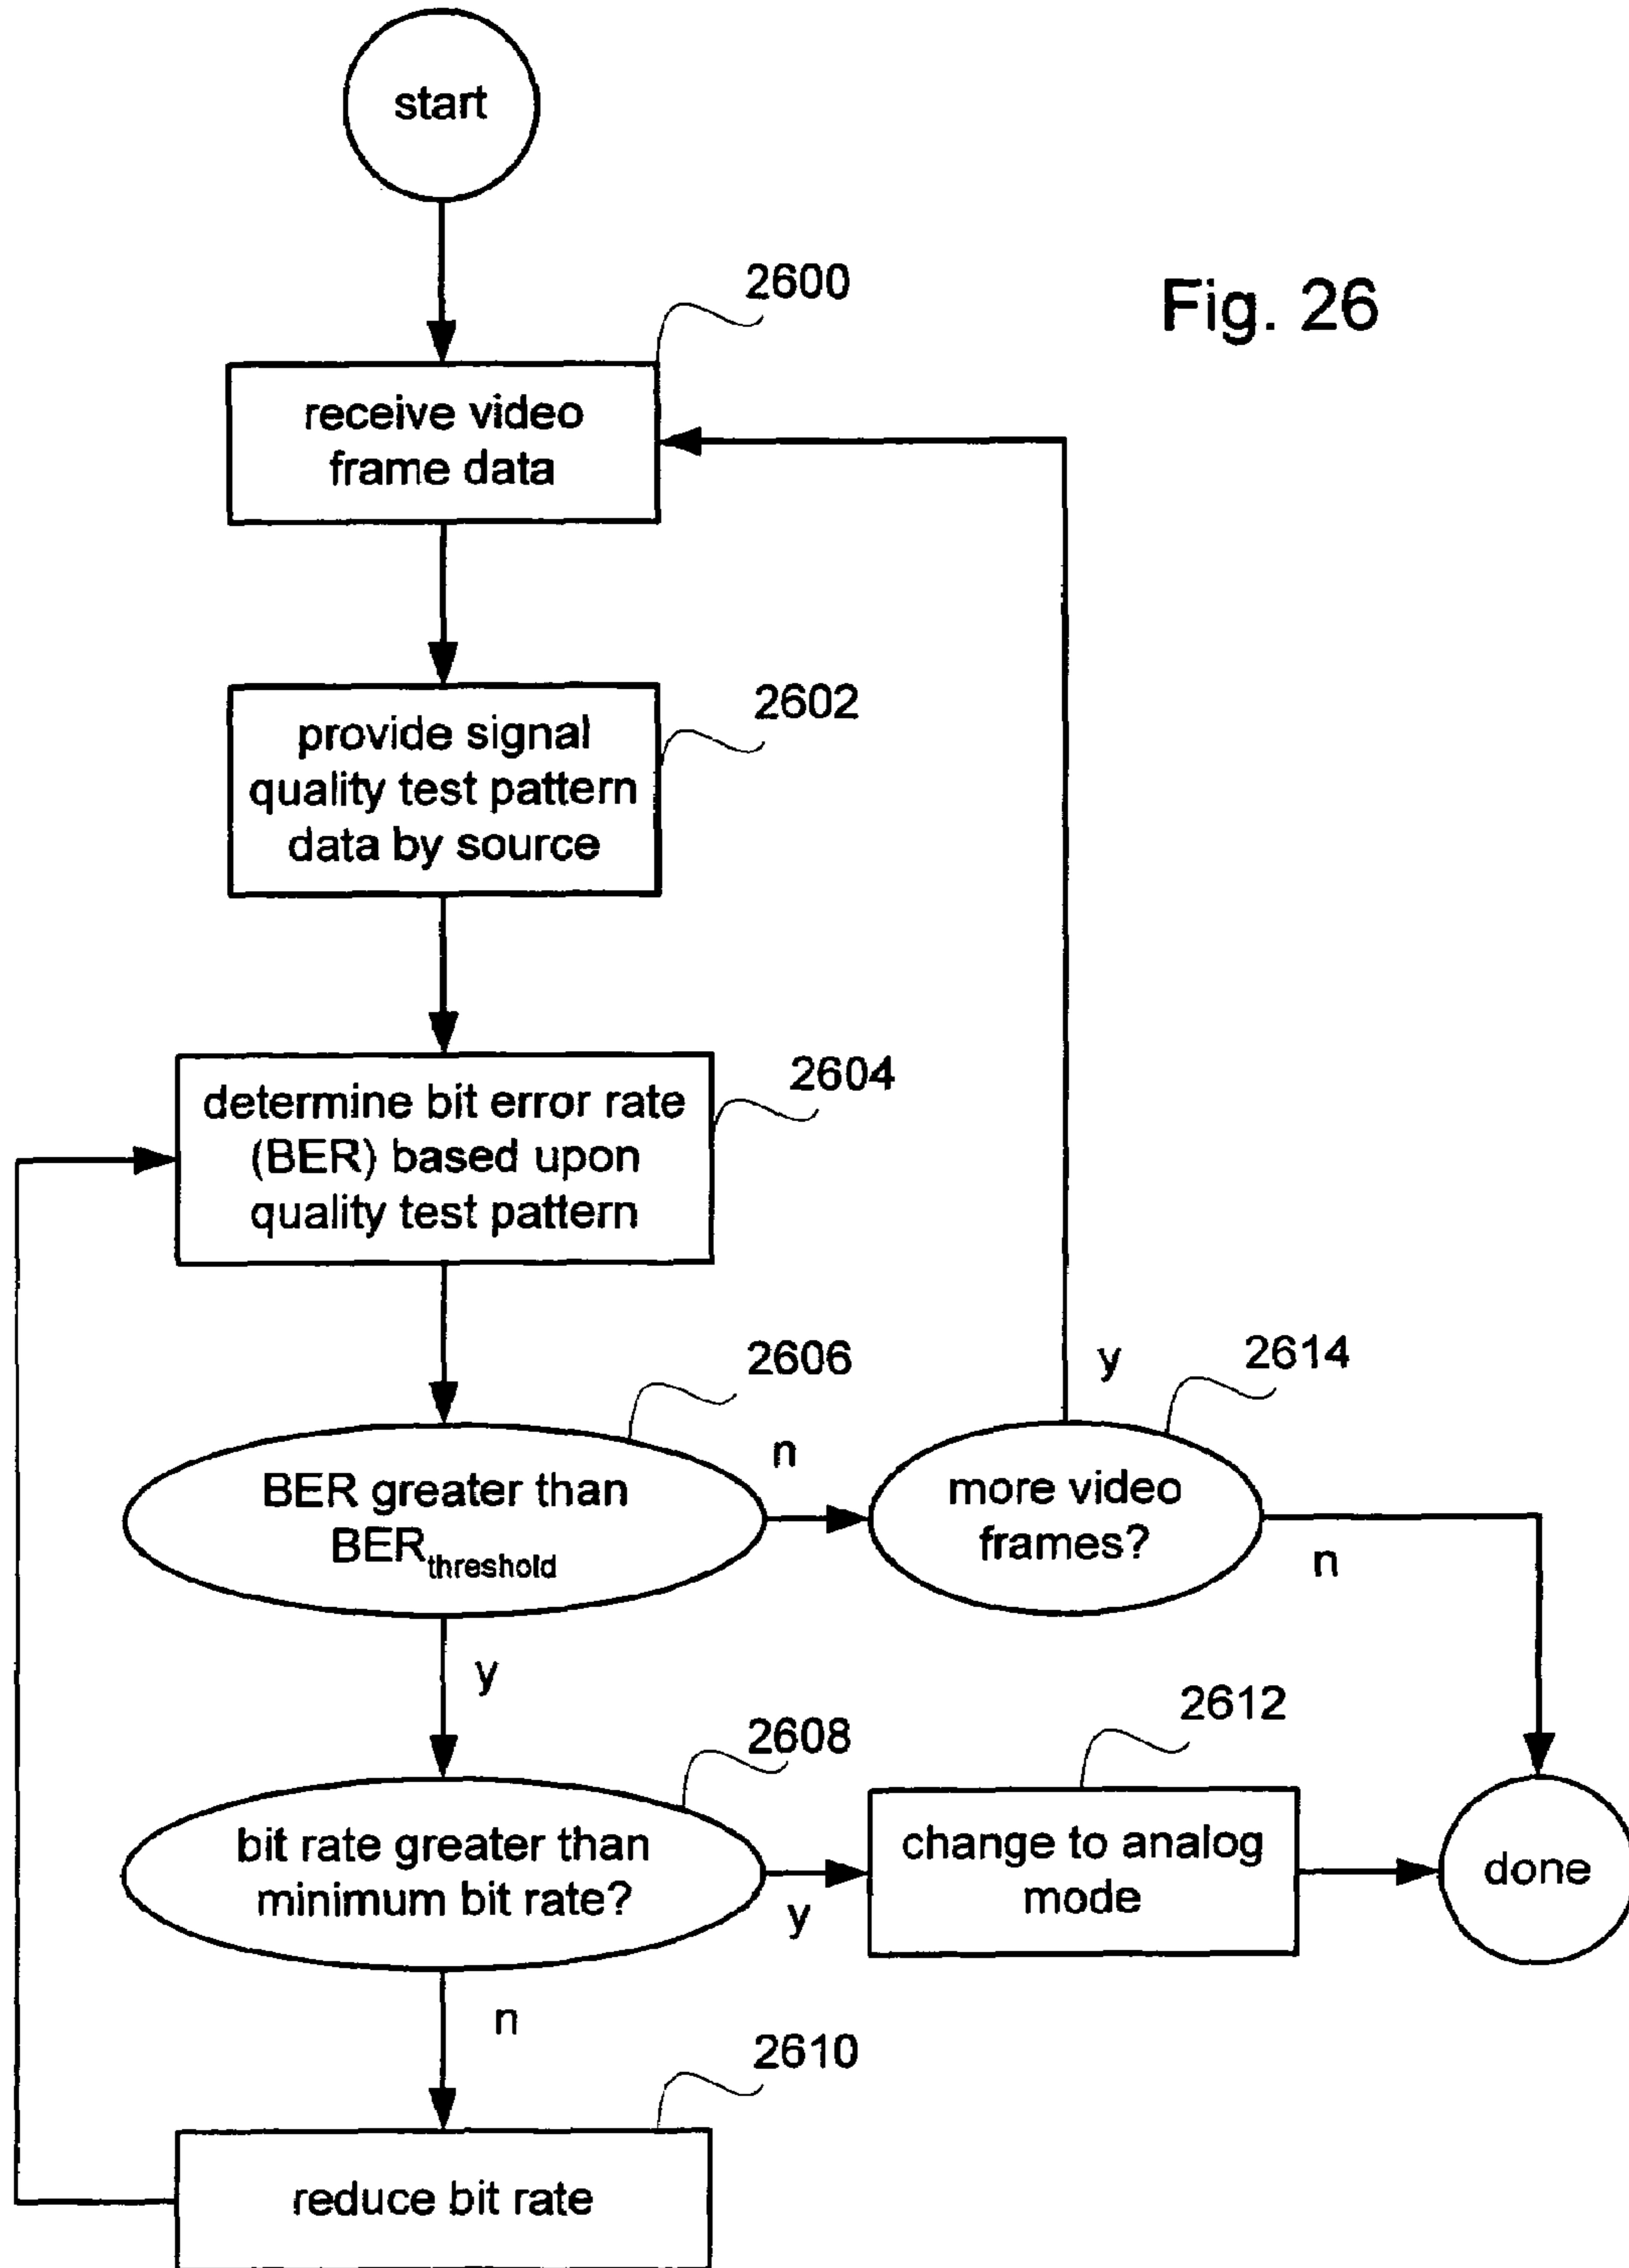 start
2600
Fig. 26
receive video
frame data
2602
provide signal
quality test pattern
data by source
2604
determine bit error rate
(BER) based upon
quality test pattern
2606
n
y
2614
BER greater than
BERthreshold
more video
frames?
n
y
2608
2612
bit rate greater than
minimum bit rate?
y
change to analog
mode
done
n
2610
reduce bit rate